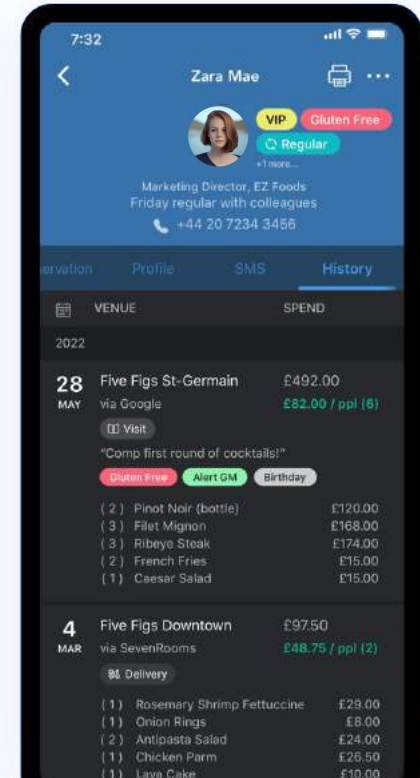 7:32
Zara Mae
VIP Gluten Free
Regular
+1 more...
Marketing Director, EZ Foods
Friday regular with colleagues
+44 20 7234 3456
ervation Profile SMS History
VENUE SPEND
2022
28 Five Figs St-Germain £492.00
MAY via Google £82.00 / ppl (6)
Visit
"Comp first round of cocktails!"
Gluten Free Alert GM Birthday
( 2 ) Pinot Noir (bottle) £120.00
( 3 ) Filet Mignon £168.00
( 3 ) Ribeye Steak £174.00
( 2 ) French Fries £15.00
( 1 ) Caesar Salad £15.00
4 Five Figs Downtown £97.50
MAR via SevenRooms £48.75 / ppl (2)
Delivery
( 1 ) Rosemary Shrimp Fettuccine £29.00
( 1 ) Onion Rings £8.00
( 2 ) Antipasta Salad £24.00
( 1 ) Chicken Parm £26.50
( 1 ) Lava Cake £10.00